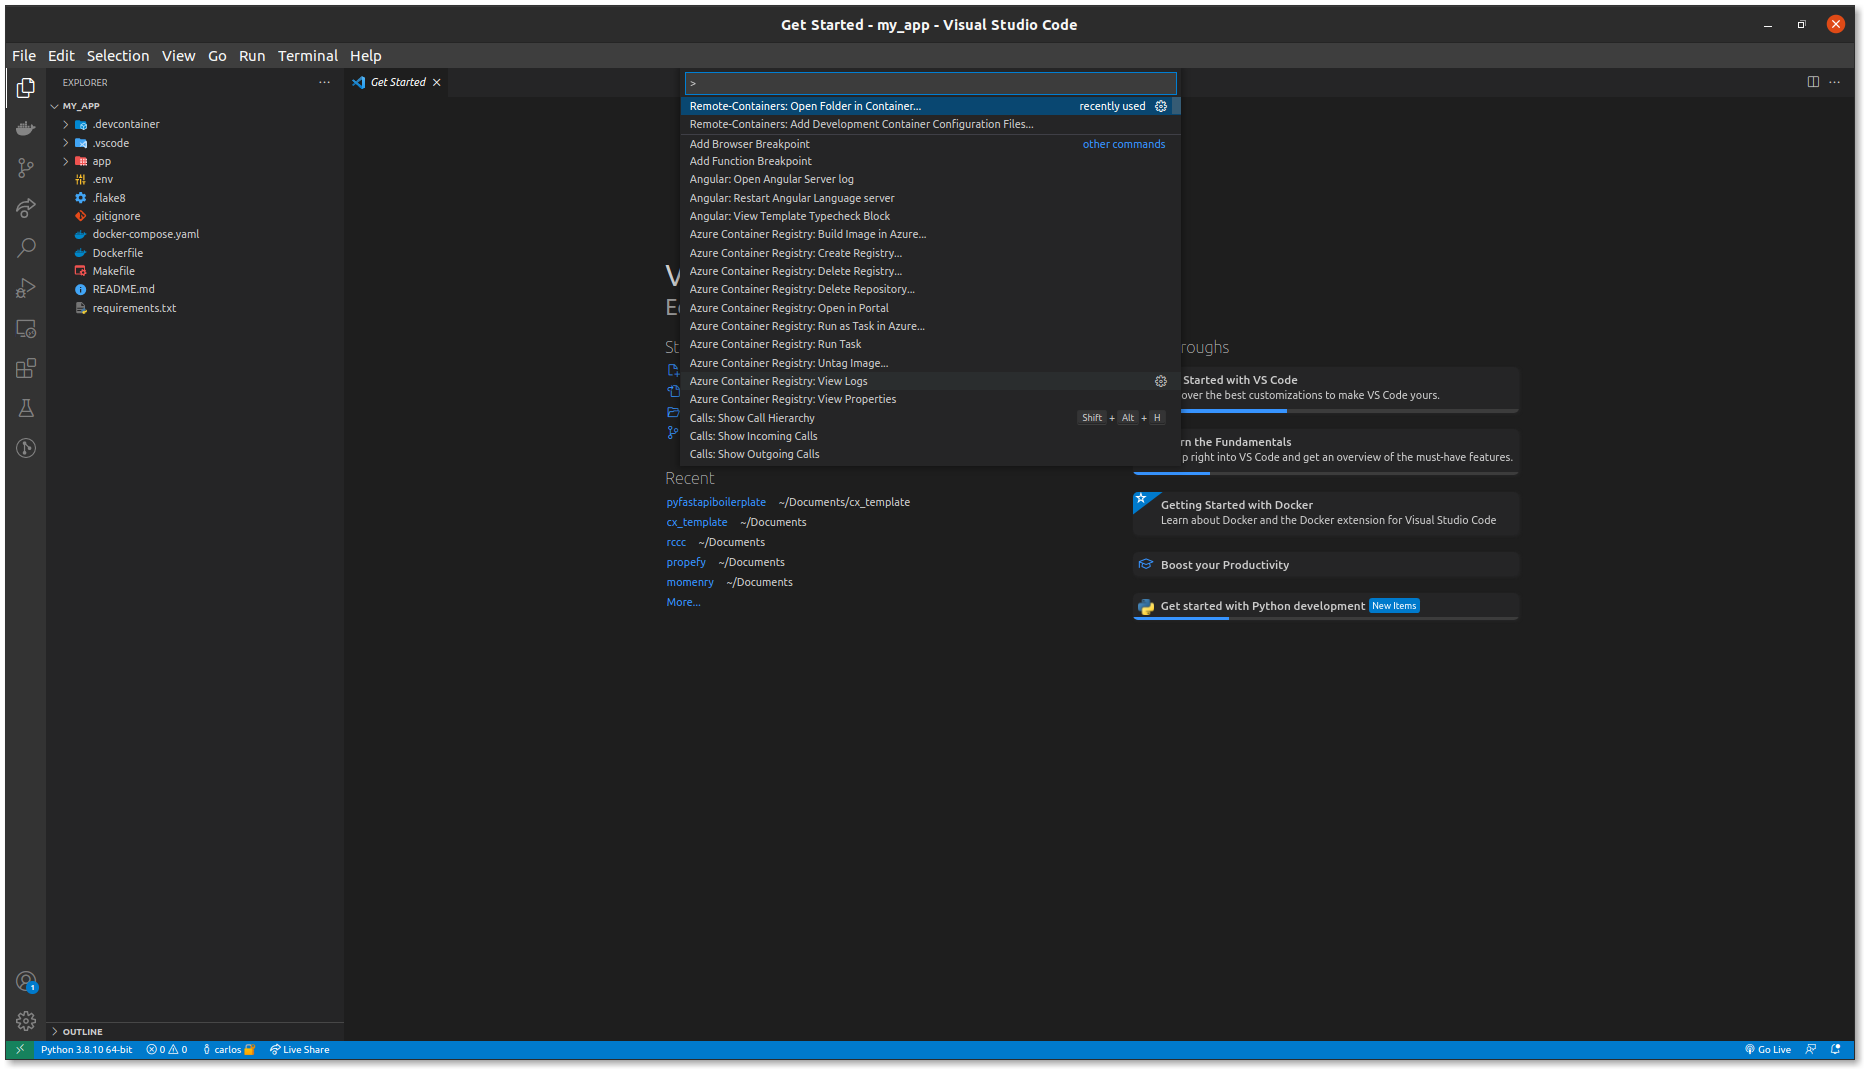 Get Started - my_app - Visual Studio Code
File Edit Selection View Go Run Terminal Help
EXPLORER
MY_APP
.devcontainer
.vscode
app
.env
.flake8
.gitignore
docker-compose.yaml
Dockerfile
Makefile
README.md
requirements.txt
OUTLINE
Get Started
>
Remote-Containers: Open Folder in Container... recently used
Remote-Containers: Add Development Container Configuration Files...
Add Browser Breakpoint other commands
Add Function Breakpoint
Angular: Open Angular Server log
Angular: Restart Angular Language server
Angular: View Template Typecheck Block
Azure Container Registry: Build Image in Azure...
Azure Container Registry: Create Registry...
Azure Container Registry: Delete Registry...
Azure Container Registry: Delete Repository...
Azure Container Registry: Open in Portal
Azure Container Registry: Run as Task in Azure...
Azure Container Registry: Run Task
Azure Container Registry: Untag Image...
Azure Container Registry: View Logs
Azure Container Registry: View Properties
Calls: Show Call Hierarchy Shift + Alt + H
Calls: Show Incoming Calls
Calls: Show Outgoing Calls
V
Ed
St
Recent
pyfastapiboilerplate ~/Documents/cx_template
cx_template ~/Documents
rccc ~/Documents
propefy ~/Documents
momenry ~/Documents
More...
roughs
Started with VS Code
over the best customizations to make VS Code yours.
rn the Fundamentals
p right into VS Code and get an overview of the must-have features.
Getting Started with Docker
Learn about Docker and the Docker extension for Visual Studio Code
Boost your Productivity
Get started with Python development New Items
1
Python 3.8.10 64-bit 0 0 carlos Live Share Go Live